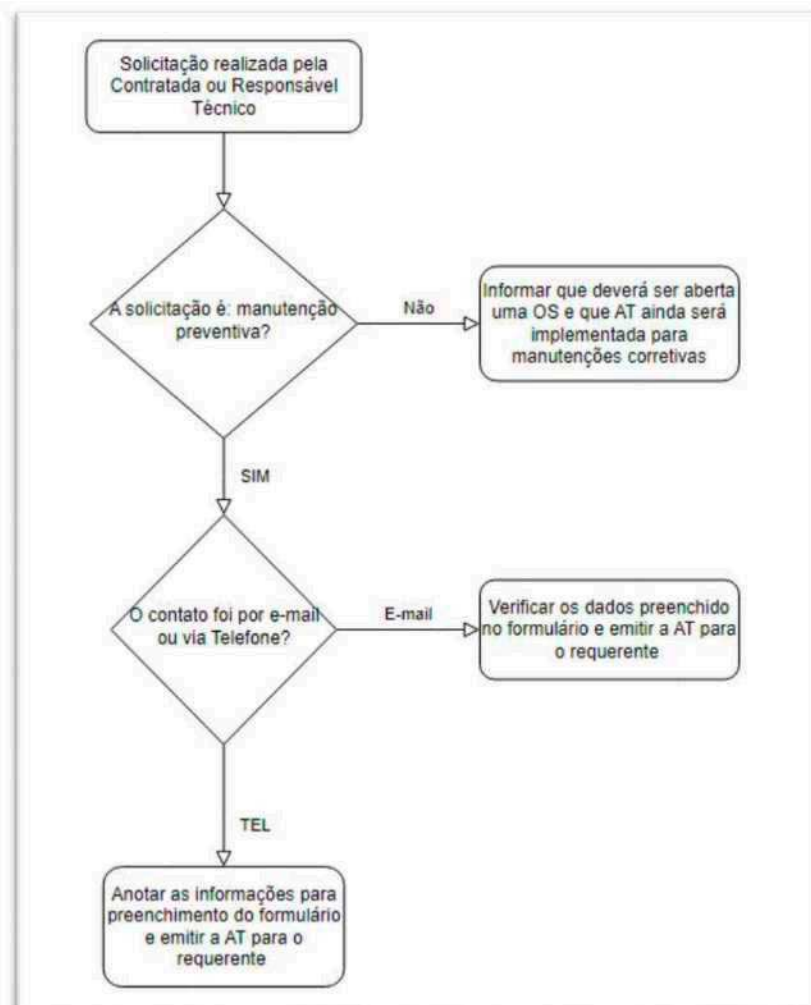 Solicitação realizada pela
Contratada ou Responsável
Técnico
A solicitação é: manutenção
preventiva?
Não
Informar que deverá ser aberta
uma OS e que AT ainda será
implementada para
manutenções corretivas
SIM
O contato foi por e-mail
ou via Telefone?
E-mail
Verificar os dados preenchido
no formulário e emitir a AT para
o requerente
TEL
Anotar as informações para
preenchimento do formulário
e emitir a AT para o
requerente